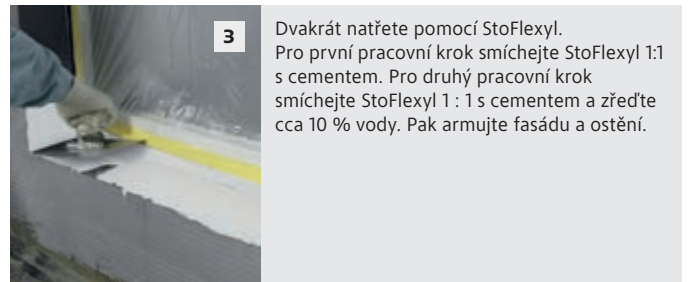 3
Dvakrát natřete pomocí StoFlexyl.
Pro první pracovní krok smíchejte StoFlexyl 1:1
s cementem. Pro druhý pracovní krok
smíchejte StoFlexyl 1 : 1 s cementem a zřeďte
cca 10 % vody. Pak armujte fasádu a ostění.